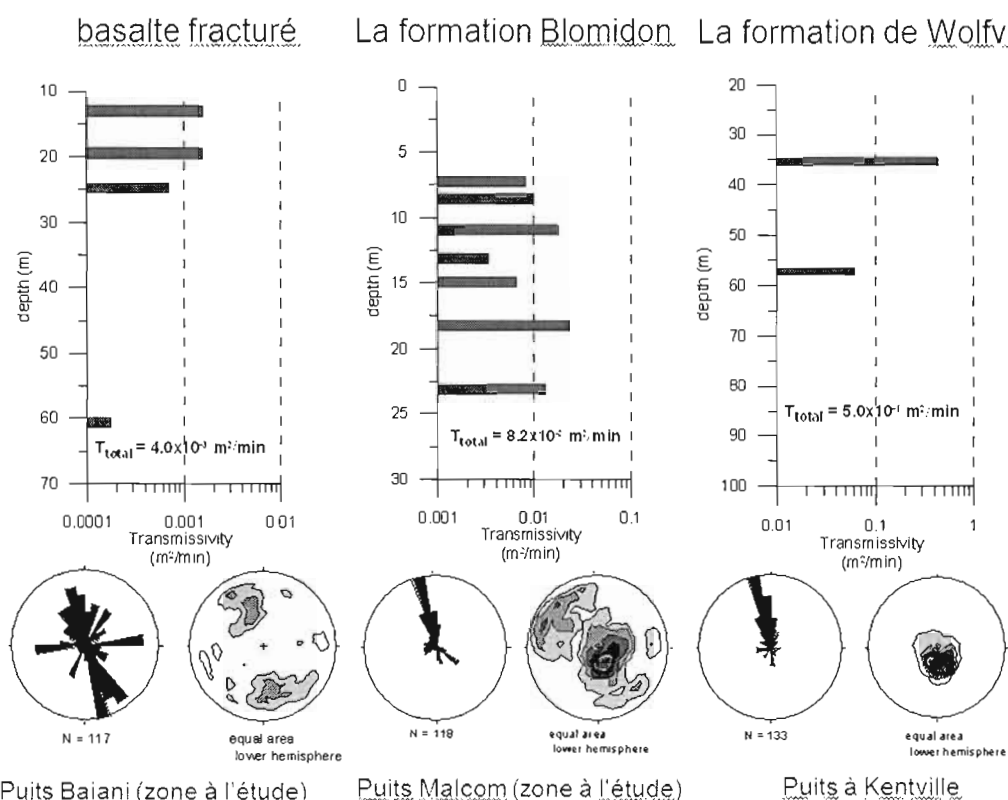 basalte fracturé
La formation Blomidon
La formation de Wolfv
10
20
30
40
50
60
70
depth (m)
T total = 4.0x10⁻³ m²/min
0.0001
0.001
0.01
Transmissivity
(m²/min)
0
5
10
15
20
25
30
depth (m)
T total = 8.2x10⁻² m²/min
0.001
0.01
0.1
Transmissivity
(m²/min)
20
30
40
50
60
70
80
90
100
depth (m)
T total = 5.0x10⁻¹ m²/min
0.01
0.1
1
Transmissivity
(m²/min)
N = 117
equal area
lower hemisphere
N = 118
equal area
lower hemisphere
N = 133
equal area
lower hemisphere
Puits Baiani (zone à l'étude)
Puits Malcom (zone à l'étude)
Puits à Kentville